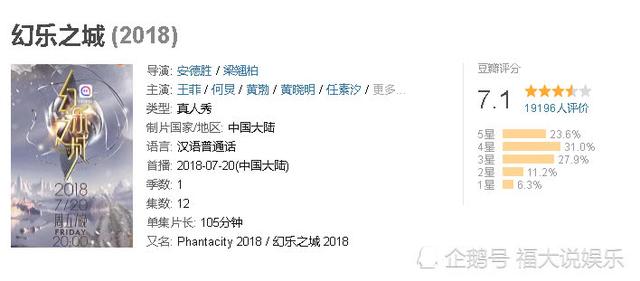 幻乐之城 (2018)
幻乐之城
2018
7/20
周五/晚
FRIDAY
20:00
导演: 安德胜 / 梁翘柏
主演: 王菲 / 何炅 / 黄渤 / 黄晓明 / 任素汐 / 更多...
类型: 真人秀
制片国家/地区: 中国大陆
语言: 汉语普通话
首播: 2018-07-20(中国大陆)
季数: 1
集数: 12
单集片长: 105分钟
又名: Phantacity 2018 / 幻乐之城 2018
豆瓣评分
7.1
19196人评价
5星 23.6%
4星 31.0%
3星 27.9%
2星 11.2%
1星 6.3%
企鹅号 福大说娱乐